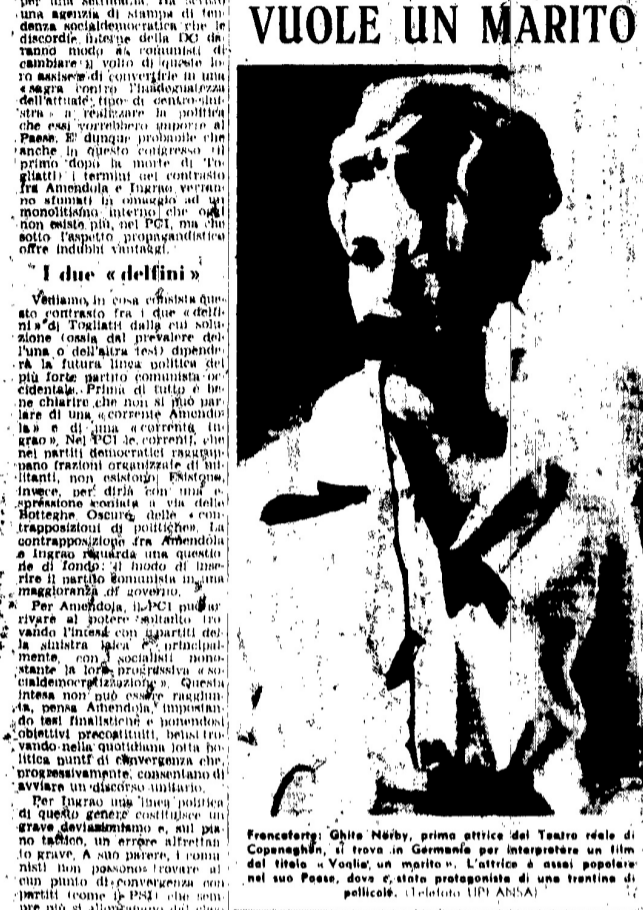 per una settimana. Ha scritto
una agenzia di stampa di ten-
denza socialdemocratica che le
discordie interne della DC da-
ranno modo ai comunisti di
cambiare il volto di queste lo-
ro assise e di convertirle in una
«sagra contro l'inadeguatezza
dell'attuale tipo di centro-sini-
stra» a realizzare la politica
che essi vorrebbero imporre al
Paese. E' dunque probabile che
anche in questo congresso (il
primo dopo la morte di To-
gliatti) i termini del contrasto
fra Amendola e Ingrao verran-
no sfumati in omaggio ad un
monolitismo interno che oggi
non esiste più, nel PCI, ma che
sotto l'aspetto propagandistico
offre indubbi vantaggi.
I due «delfini»
Vediamo in cosa consista que-
sto contrasto fra i due «delfi-
ni» di Togliatti dalla cui solu-
zione (ossia dal prevalere del-
l'una o dell'altra tesi) dipende-
rà la futura linea politica del
più forte partito comunista oc-
cidentale. Prima di tutto è be-
ne chiarire che non si può par-
lare di una «corrente Amendo-
la» e di una «corrente In-
grao». Nel PCI le correnti, che
nei partiti democratici raggrup-
pano frazioni organizzate di mi-
litanti, non esistono. Esistono,
invece, per dirla con una e-
spressione coniata a via delle
Botteghe Oscure, delle «con-
trapposizioni di politiche». La
contrapposizione fra Amendola
e Ingrao riguarda una questio-
ne di fondo: il modo di inse-
rire il partito comunista in una
maggioranza di governo.
Per Amendola, il PCI può ar-
rivare al potere soltanto tro-
vando l'intesa con i partiti del-
la sinistra laica e principal-
mente, con i socialisti nono-
stante la loro progressiva «so-
cialdemocratizzazione». Questa
intesa non può essere raggiun-
ta, pensa Amendola, impostan-
do tesi finalistiche e ponendosi
obiettivi precostituiti, bensì tro-
vando nella quotidiana lotta po-
litica punti di convergenza che,
progressivamente, consentano di
avviare un discorso unitario.
Per Ingrao una linea politica
di questo genere costituisce un
grave deviazionismo e, sul pia-
no tattico, un errore altrettan-
to grave. A suo parere, i comu-
nisti non possono trovare al-
cun punto di convergenza con
partiti (come il PSI) che sem-
pre più si allontanano dal
VUOLE UN MARITO
Francoforte: Ghite Nörby, prima attrice del Teatro reale di
Copenaghen, si trova in Germania per interpretare un film
dal titolo «Voglio un marito». L'attrice è assai popolare
nel suo Paese, dove è stata protagonista di una trentina di
pellicole. (Telefoto UPI-ANSA)